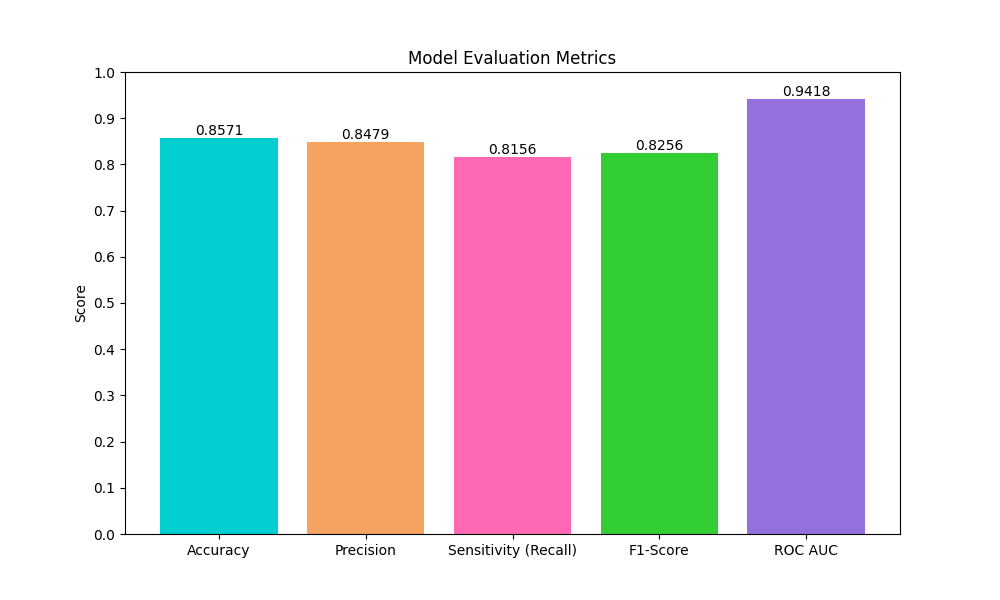 Model Evaluation Metrics
Score
1.0
0.9
0.8
0.7
0.6
0.5
0.4
0.3
0.2
0.1
0.0
0.8571
0.8479
0.8156
0.8256
0.9418
Accuracy
Precision
Sensitivity (Recall)
F1-Score
ROC AUC